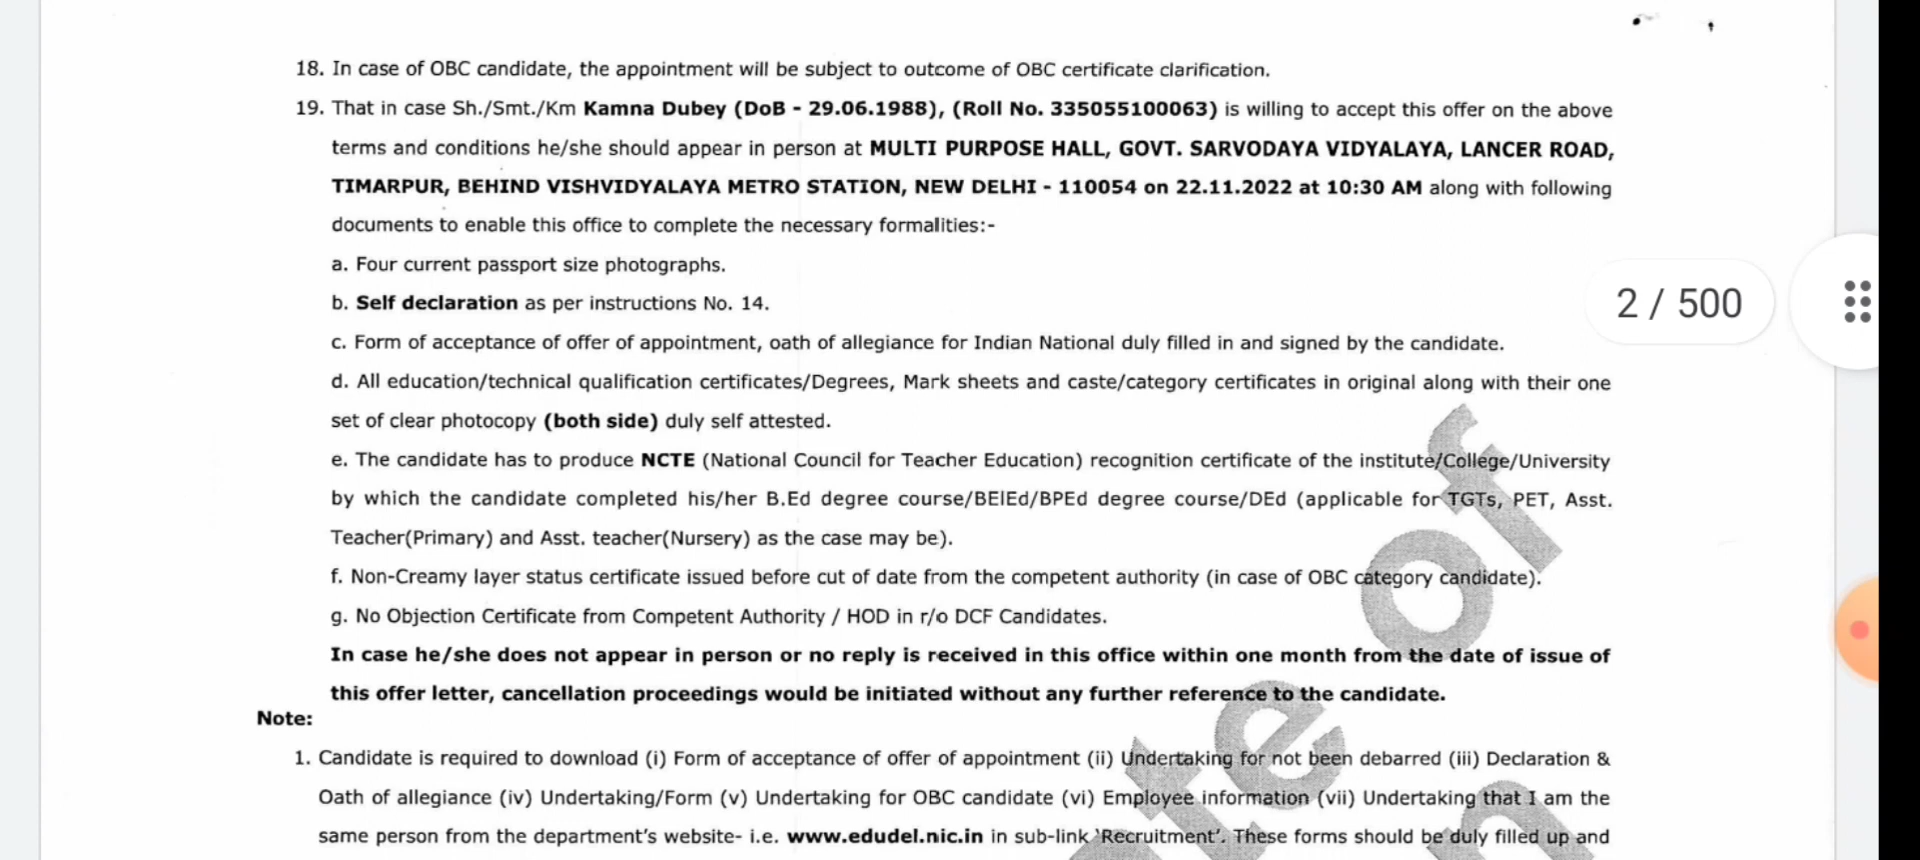 18. In case of OBC candidate, the appointment will be subject to outcome of OBC certificate clarification.
19. That in case Sh./Smt./Km Kamna Dubey (DoB - 29.06.1988), (Roll No. 335055100063) is willing to accept this offer on the above
terms and conditions he/she should appear in person at MULTI PURPOSE HALL, GOVT. SARVODAYA VIDYALAYA, LANCER ROAD,
TIMARPUR, BEHIND VISHVIDYALAYA METRO STATION, NEW DELHI - 110054 on 22.11.2022 at 10:30 AM along with following
documents to enable this office to complete the necessary formalities:-
a. Four current passport size photographs.
b. Self declaration as per instructions No. 14.
2 / 500
c. Form of acceptance of offer of appointment, oath of allegiance for Indian National duly filled in and signed by the candidate.
d. All education/technical qualification certificates/Degrees, Mark sheets and caste/category certificates in original along with their one
set of clear photocopy (both side) duly self attested.
e. The candidate has to produce NCTE (National Council for Teacher Education) recognition certificate of the institute/College/University
by which the candidate completed his/her B.Ed degree course/BElEd/BPEd degree course/DEd (applicable for TGTs, PET, Asst.
Teacher(Primary) and Asst. teacher(Nursery) as the case may be).
f. Non-Creamy layer status certificate issued before cut of date from the competent authority (in case of OBC category candidate).
g. No Objection Certificate from Competent Authority / HOD in r/o DCF Candidates.
In case he/she does not appear in person or no reply is received in this office within one month from the date of issue of
this offer letter, cancellation proceedings would be initiated without any further reference to the candidate.
Note:
1. Candidate is required to download (i) Form of acceptance of offer of appointment (ii) Undertaking for not been debarred (iii) Declaration &
Oath of allegiance (iv) Undertaking/Form (v) Undertaking for OBC candidate (vi) Employee information (vii) Undertaking that I am the
same person from the department's website- i.e. www.edudel.nic.in in sub-link 'Recruitment'. These forms should be duly filled up and
of